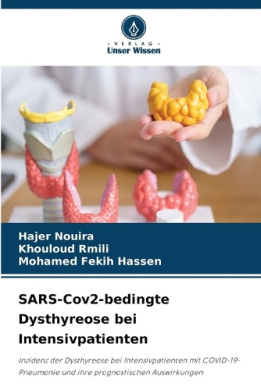 VERLAG
Unser Wissen
Hajer Nouira
Khouloud Rmili
Mohamed Fekih Hassen
SARS-Cov2-bedingte
Dysthyreose bei
Intensivpatienten
Inzidenz der Dysthyreose bei Intensivpatienten mit COVID-19-
Pneumonie und ihre prognostischen Auswirkungen